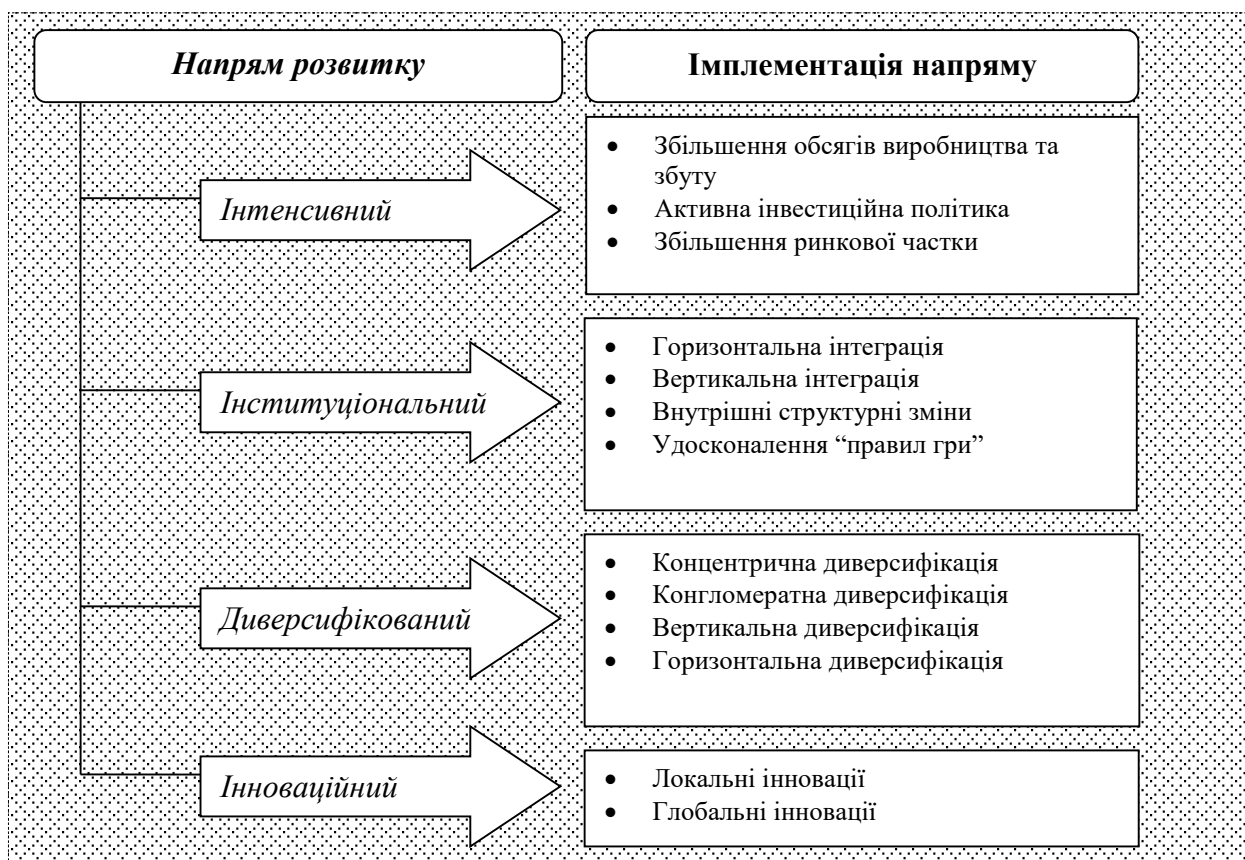 Напрям розвитку
Імплементація напряму
Інтенсивний
• Збільшення обсягів виробництва та
збуту
• Активна інвестиційна політика
• Збільшення ринкової частки
Інституціональний
• Горизонтальна інтеграція
• Вертикальна інтеграція
• Внутрішні структурні зміни
• Удосконалення “правил гри”
Диверсифікований
• Концентрична диверсифікація
• Конгломератна диверсифікація
• Вертикальна диверсифікація
• Горизонтальна диверсифікація
Інноваційний
• Локальні інновації
• Глобальні інновації